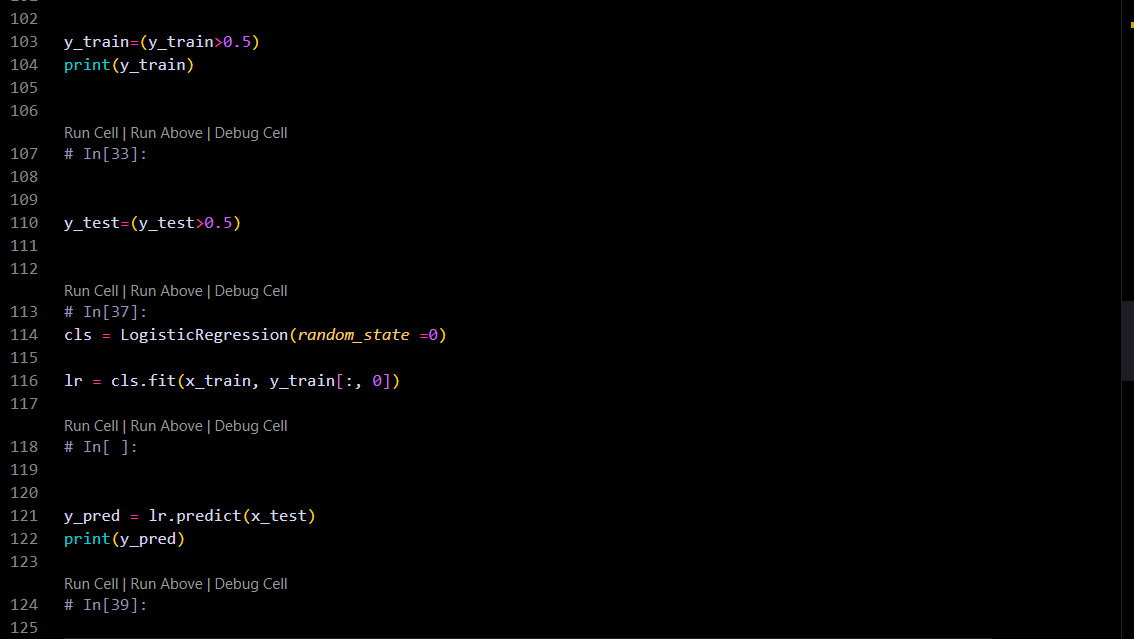 102
103 y_train=(y_train>0.5)
104 print(y_train)
105
106
Run Cell | Run Above | Debug Cell
107 # In[33]:
108
109
110 y_test=(y_test>0.5)
111
112
Run Cell | Run Above | Debug Cell
113 # In[37]:
114 cls = LogisticRegression(random_state =0)
115
116 lr = cls.fit(x_train, y_train[:, 0])
117
Run Cell | Run Above | Debug Cell
118 # In[ ]:
119
120
121 y_pred = lr.predict(x_test)
122 print(y_pred)
123
Run Cell | Run Above | Debug Cell
124 # In[39]:
125